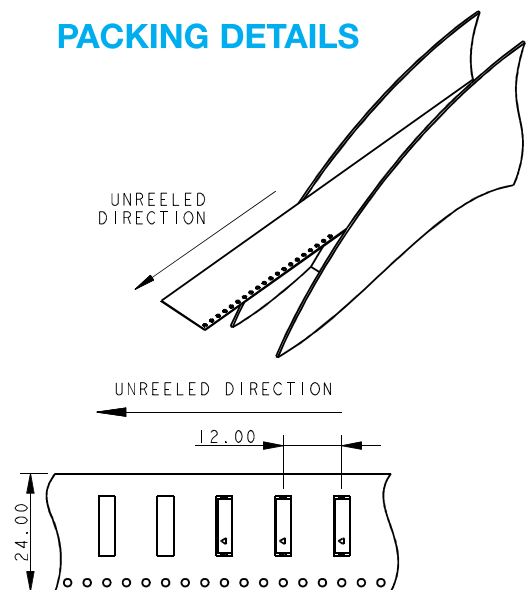 PACKING DETAILS
UNREELED
DIRECTION
UNREELED DIRECTION
12.00
24.00